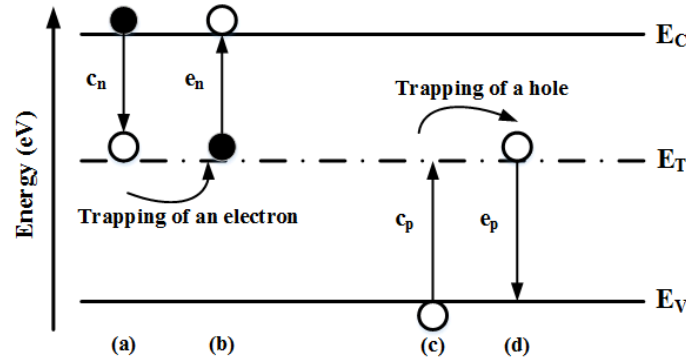 E_C
c_n
e_n
Trapping of a hole
Energy (eV)
E_T
Trapping of an electron
c_p
e_p
E_V
(a)
(b)
(c)
(d)